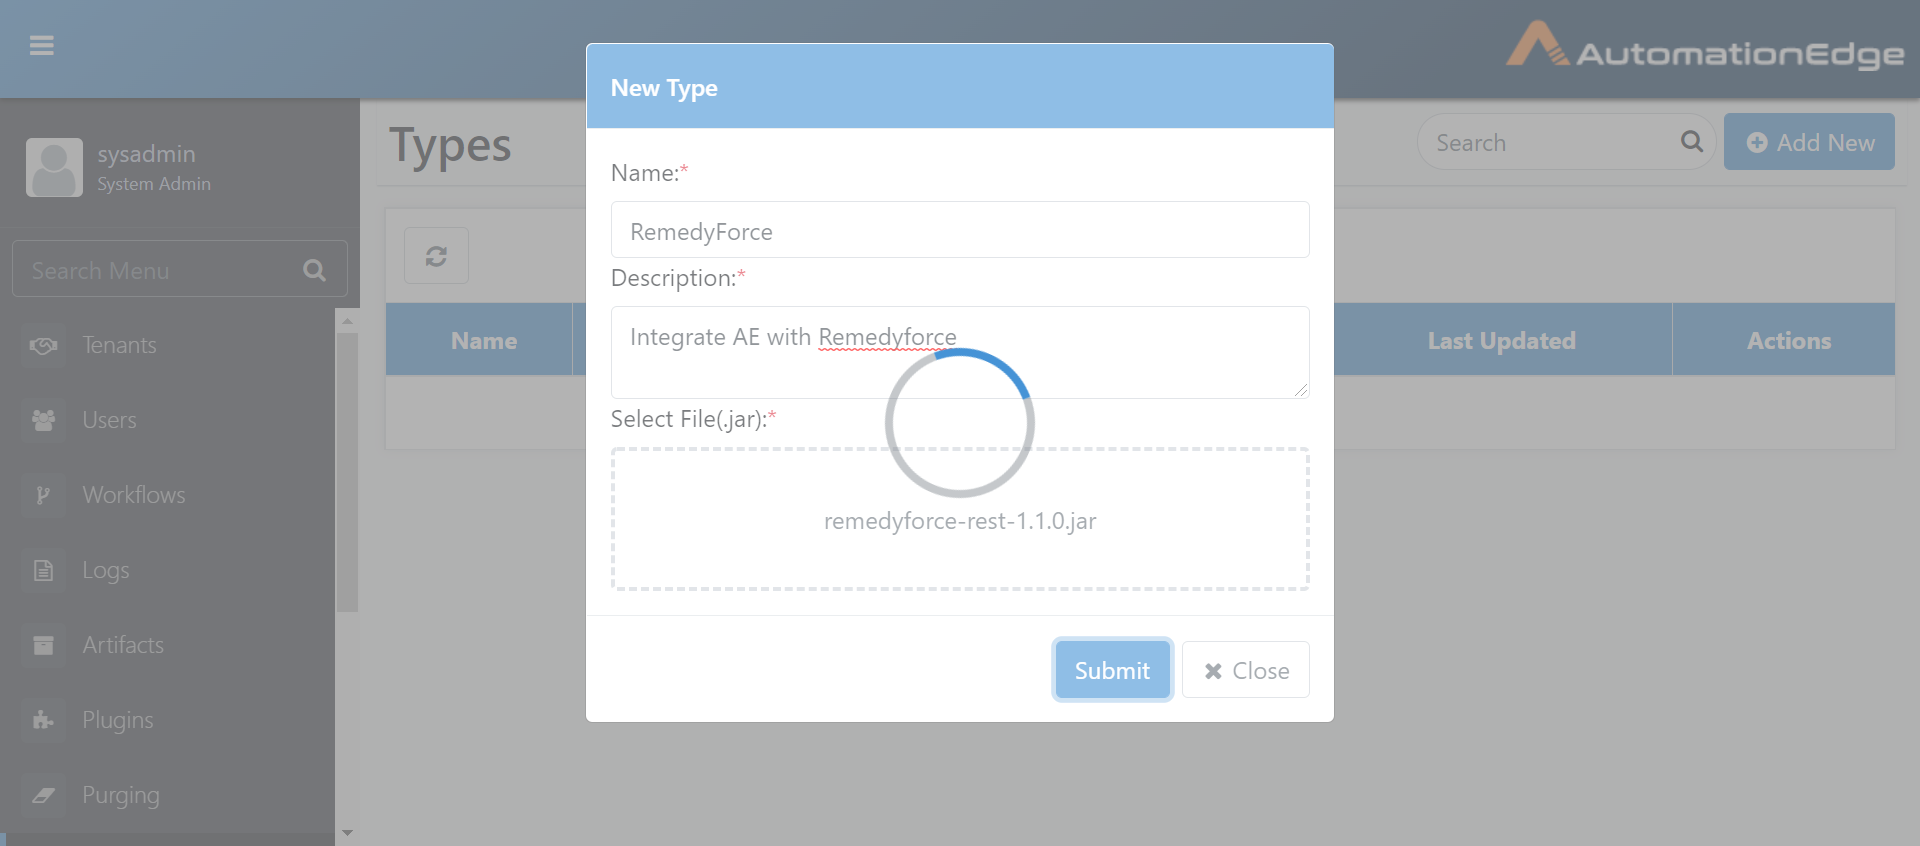 AutomationEdge
New Type
sysadmin
System Admin
Types
Search
Add New
Name:*
RemedyForce
Search Menu
Description:*
Integrate AE with Remedyforce
Name
Last Updated
Actions
Select File(.jar):*
remedyforce-rest-1.1.0.jar
Submit
Close
Tenants
Users
Workflows
Logs
Artifacts
Plugins
Purging